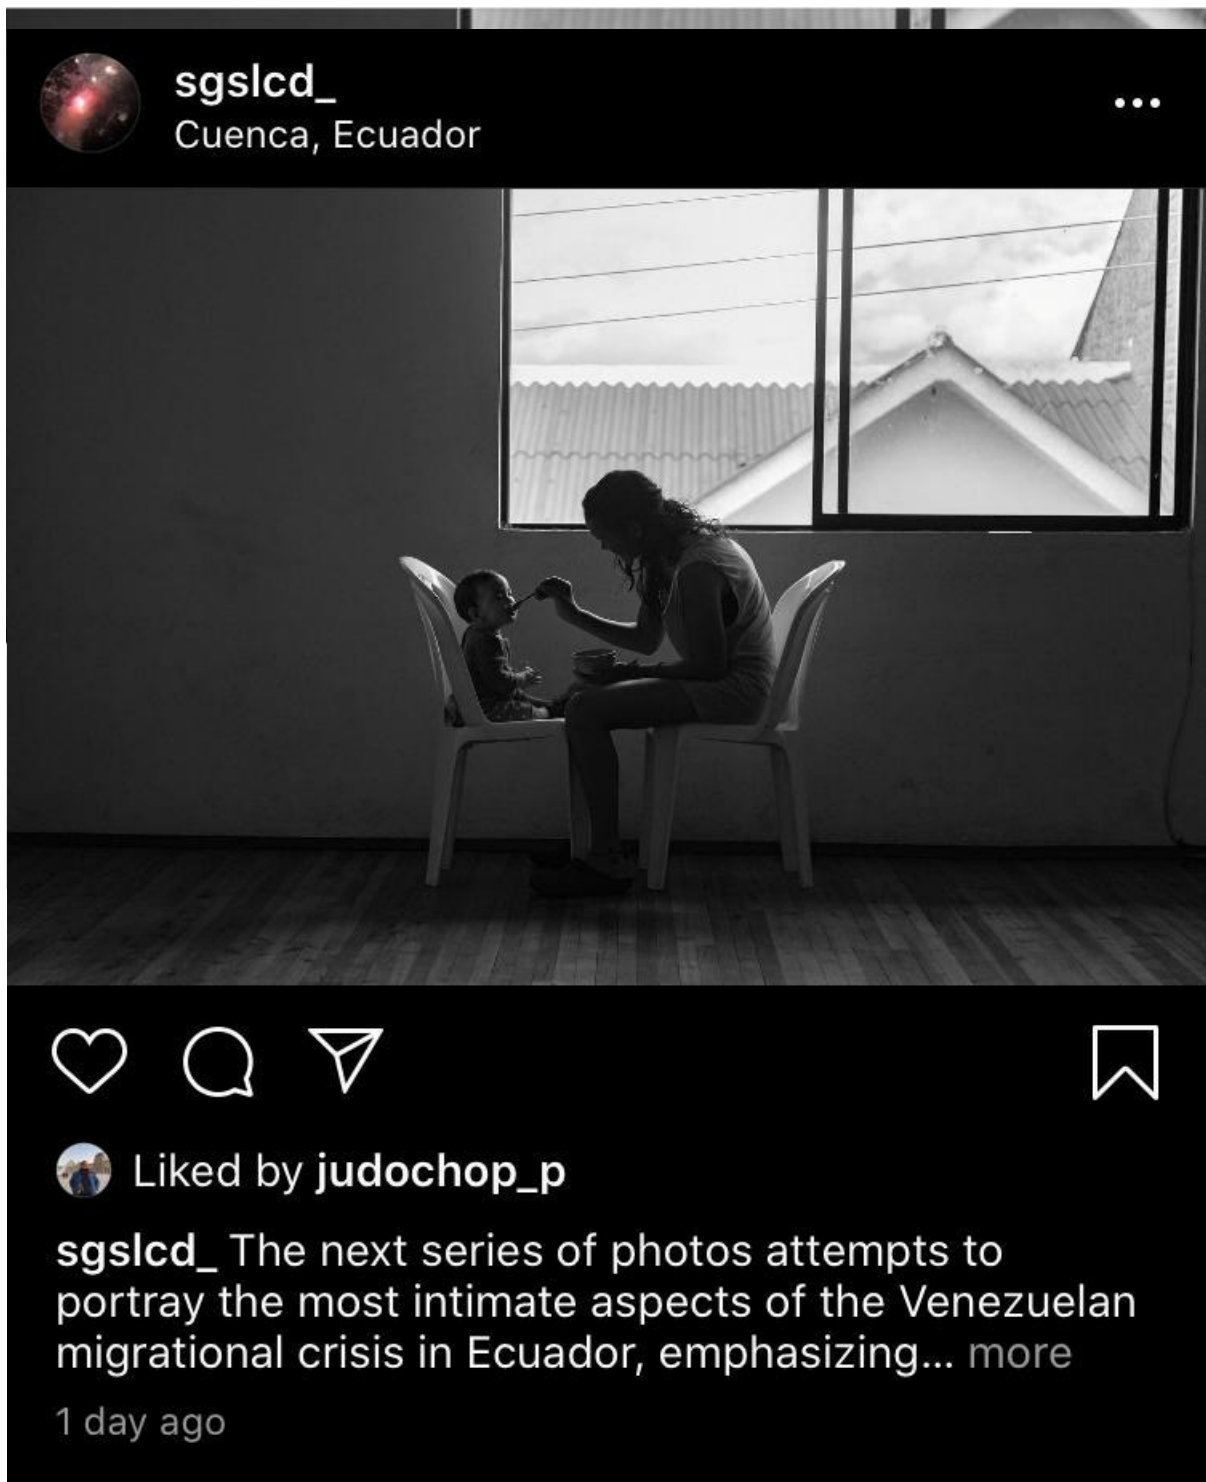 sgslcd_
Cuenca, Ecuador
Liked by judochop_p
sgslcd_ The next series of photos attempts to
portray the most intimate aspects of the Venezuelan
migrational crisis in Ecuador, emphasizing... more
1 day ago